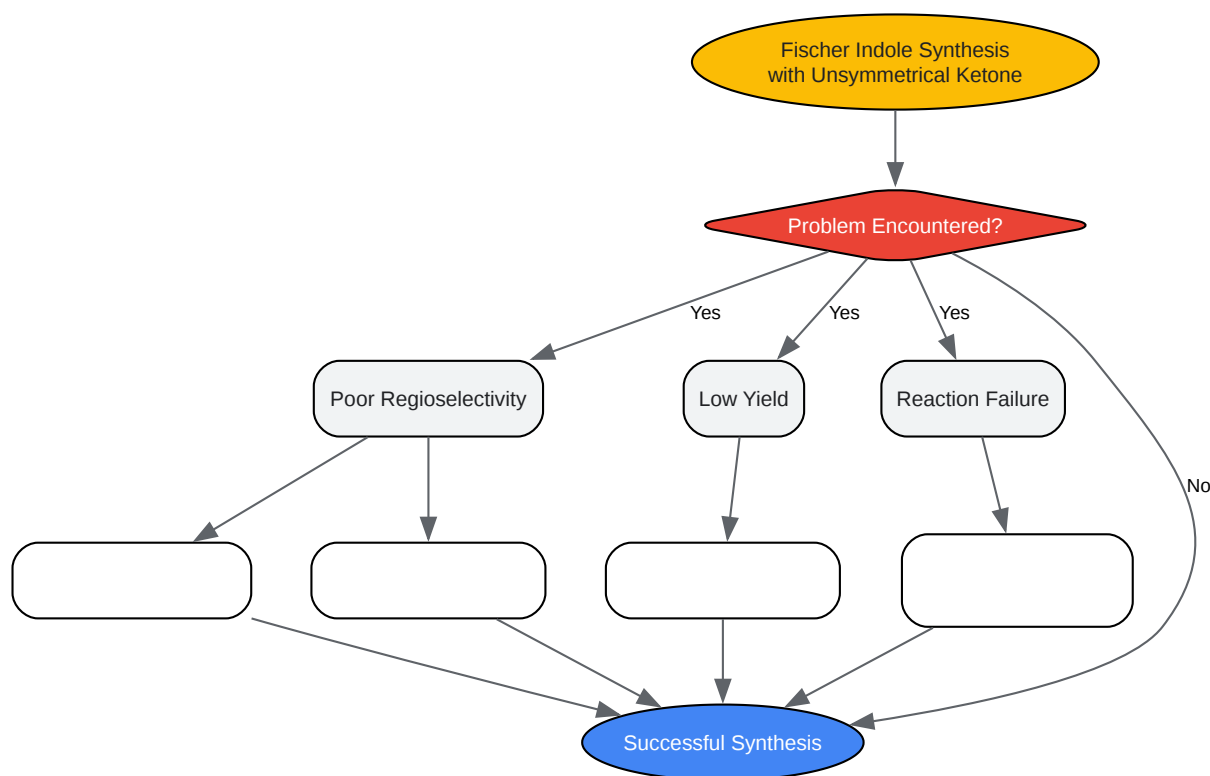 Fischer Indole Synthesis
with Unsymmetrical Ketone
Problem Encountered?
Yes
Yes
Yes
Poor Regioselectivity
Low Yield
Reaction Failure
No
Successful Synthesis